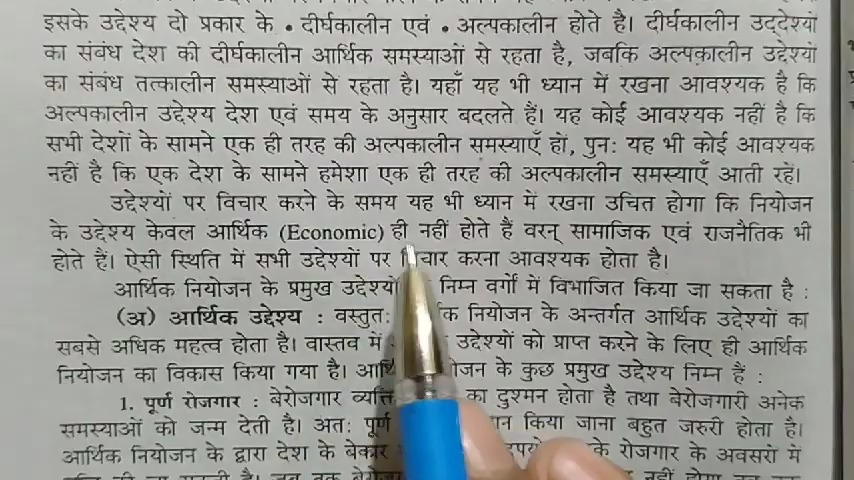 इसके उद्देश्य दो प्रकार के • दीर्घकालीन एवं • अल्पकालीन होते है। दीर्घकालीन उद्देश्यों
का संबंध देश की दीर्घकालीन आर्थिक समस्याओं से रहता है, जबकि अल्पकालीन उद्देश्यों
का संबंध तत्कालीन समस्याओं से रहता है। यहाँ यह भी ध्यान में रखना आवश्यक है कि
अल्पकालीन उद्देश्य देश एवं समय के अनुसार बदलते हैं। यह कोई आवश्यक नहीं है कि
सभी देशों के सामने एक ही तरह की अल्पकालीन समस्याएँ हों, पुनः यह भी कोई आवश्यक
नहीं है कि एक देश के सामने हमेशा एक ही तरह की अल्पकालीन समस्याएँ आती रहें।
उद्देश्यों पर विचार करने के समय यह भी ध्यान में रखना उचित होगा कि नियोजन
के उद्देश्य केवल आर्थिक (Economic) ही नहीं होते हैं वरन् सामाजिक एवं राजनैतिक भी
होते हैं। ऐसी स्थिति में सभी उद्देश्यों पर विचार करना आवश्यक होता है।
आर्थिक नियोजन के प्रमुख उद्देश्यों निम्न वर्गों में विभाजित किया जा सकता है :
(अ) आर्थिक उद्देश्य : वस्तुतः नियोजन के अन्तर्गत आर्थिक उद्देश्यों का
सबसे अधिक महत्व होता है। वास्तव में उद्देश्यों को प्राप्त करने के लिए ही आर्थिक
नियोजन का विकास किया गया है। के कुछ प्रमुख उद्देश्य निम्न हैं :
1. पूर्ण रोजगार : बेरोजगार का दुश्मन होता है तथा बेरोजगारी अनेक
समस्याओं को जन्म देती है। अतः पूर्ण किया जाना बहुत जरुरी होता है।
आर्थिक नियोजन के द्वारा देश के बेकार के रोजगार के अवसरों में